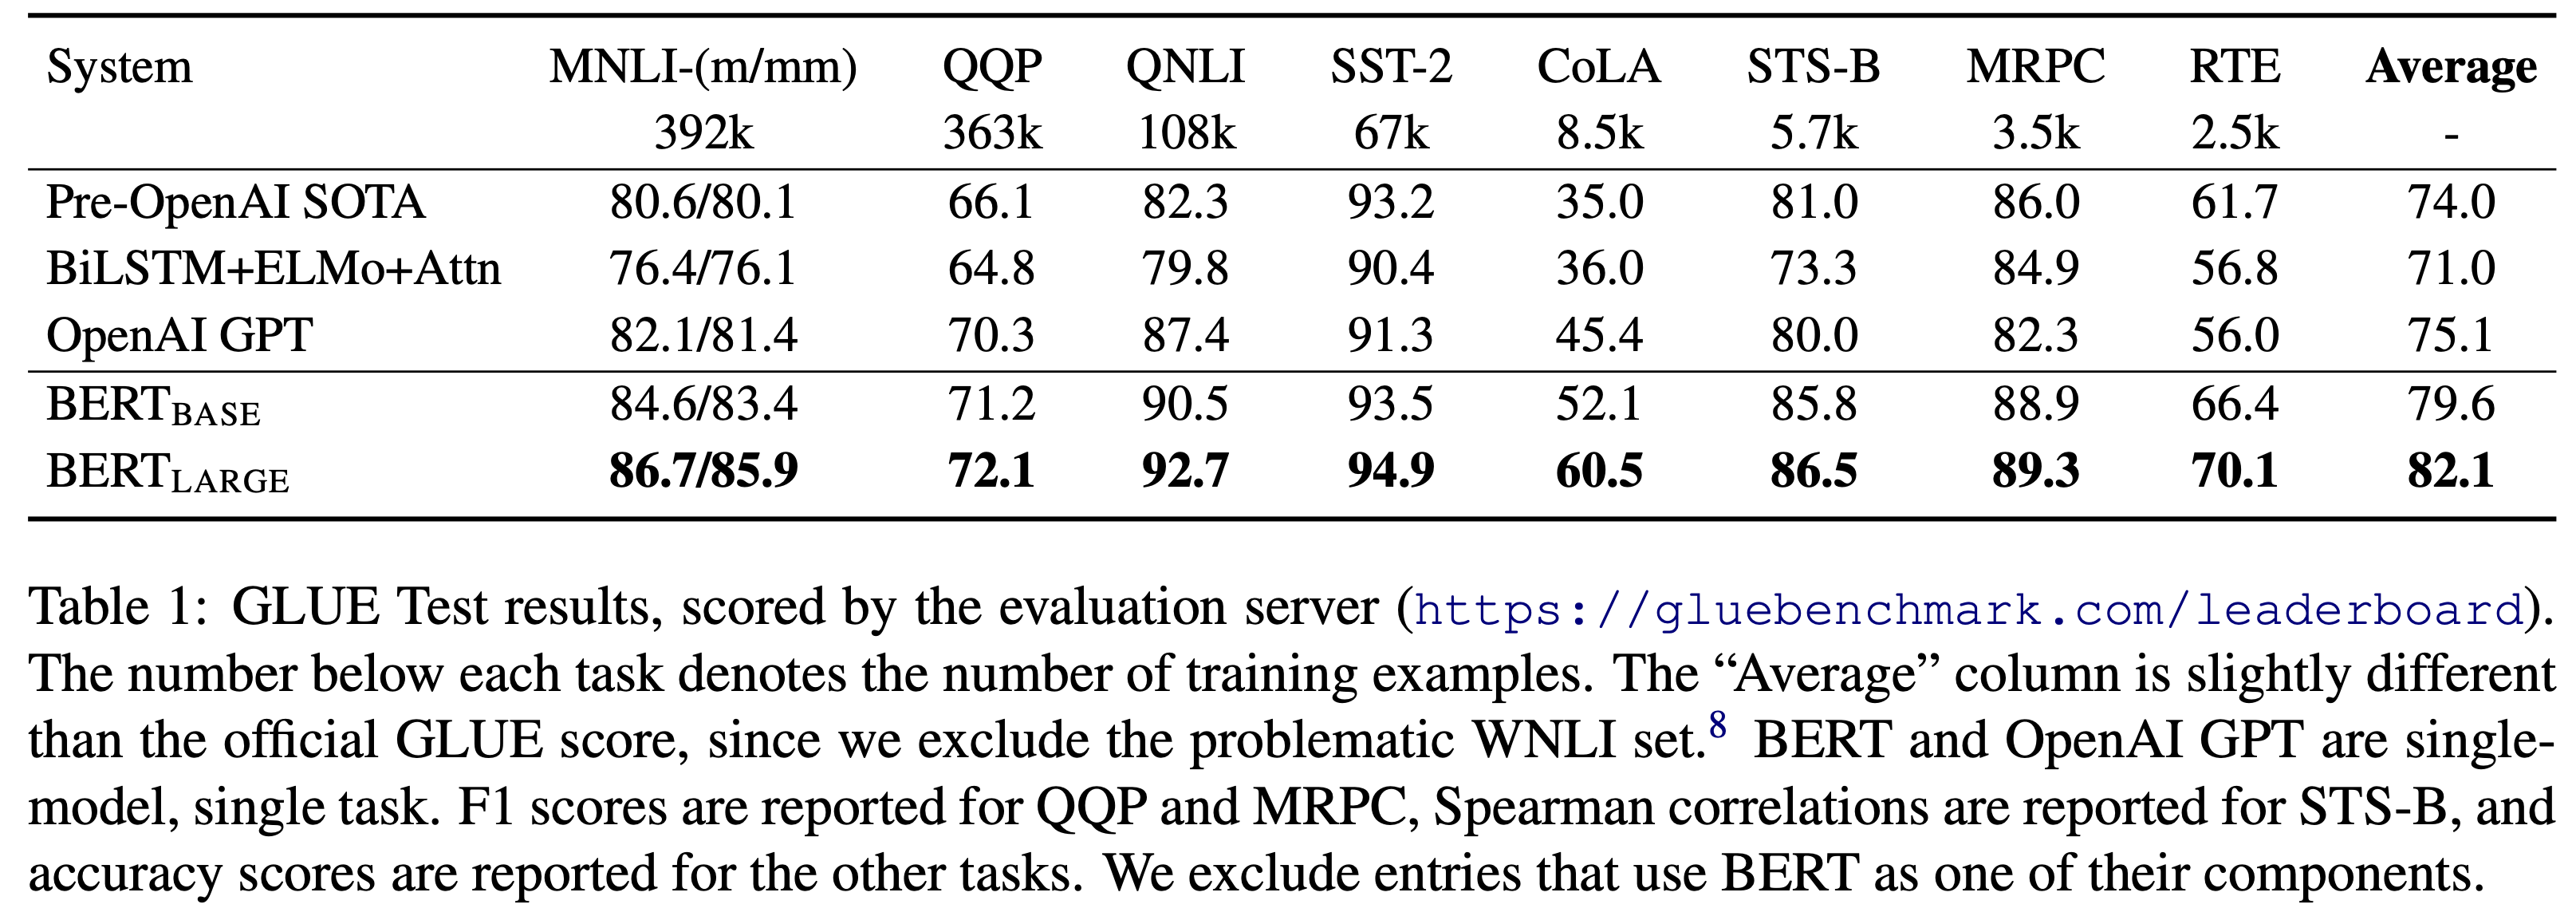 System MNLI-(m/mm) QQP QNLI SST-2 CoLA STS-B MRPC RTE Average
392k 363k 108k 67k 8.5k 5.7k 3.5k 2.5k -
Pre-OpenAI SOTA 80.6/80.1 66.1 82.3 93.2 35.0 81.0 86.0 61.7 74.0
BiLSTM+ELMo+Attn 76.4/76.1 64.8 79.8 90.4 36.0 73.3 84.9 56.8 71.0
OpenAI GPT 82.1/81.4 70.3 87.4 91.3 45.4 80.0 82.3 56.0 75.1
BERTBASE 84.6/83.4 71.2 90.5 93.5 52.1 85.8 88.9 66.4 79.6
BERTLARGE 86.7/85.9 72.1 92.7 94.9 60.5 86.5 89.3 70.1 82.1
Table 1: GLUE Test results, scored by the evaluation server (https://gluebenchmark.com/leaderboard).
The number below each task denotes the number of training examples. The “Average” column is slightly different
than the official GLUE score, since we exclude the problematic WNLI set.8 BERT and OpenAI GPT are single-
model, single task. F1 scores are reported for QQP and MRPC, Spearman correlations are reported for STS-B, and
accuracy scores are reported for the other tasks. We exclude entries that use BERT as one of their components.